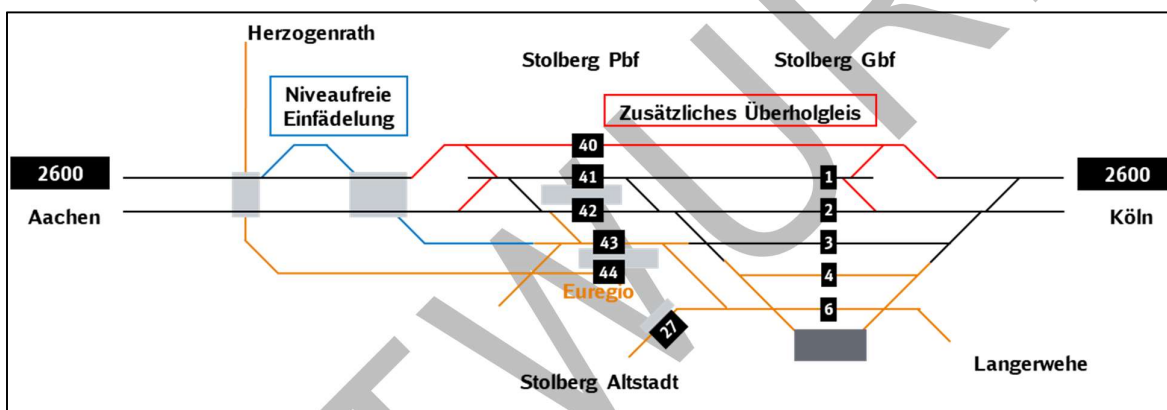 Herzogenrath
Stolberg Pbf
Stolberg Gbf
Niveaufreie
Einfädelung
Zusätzliches Überholgleis
40
2600
41
1
2600
Aachen
42
2
Köln
43
3
44
4
Euregio
6
27
Langerwehe
Stolberg Altstadt